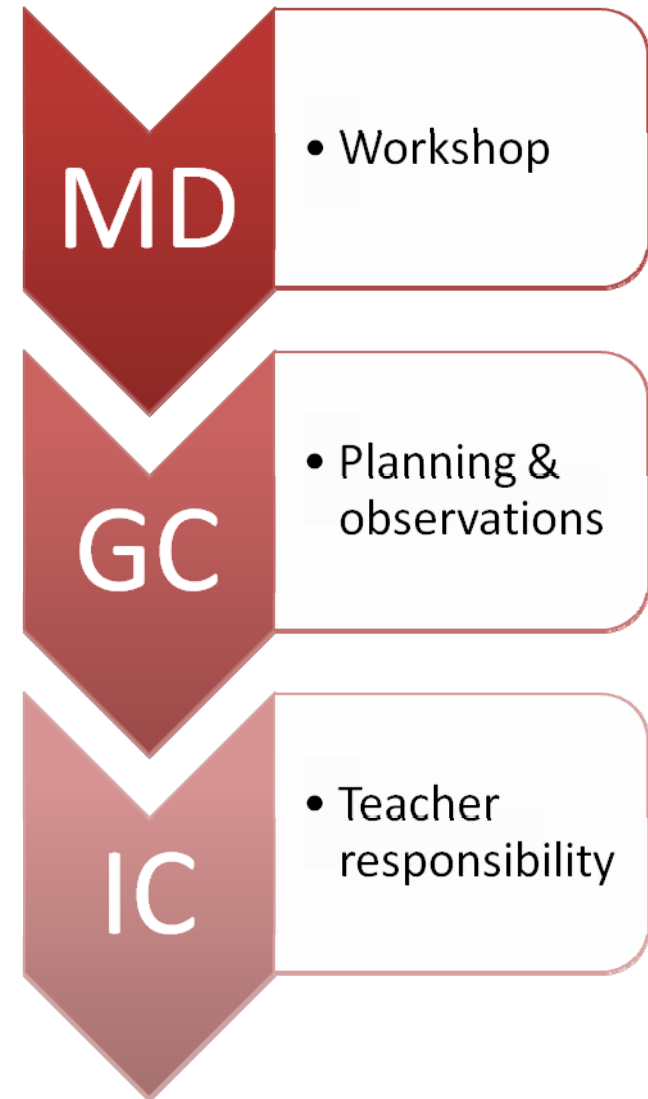 MD
• Workshop
GC
• Planning &
observations
IC
• Teacher
responsibility